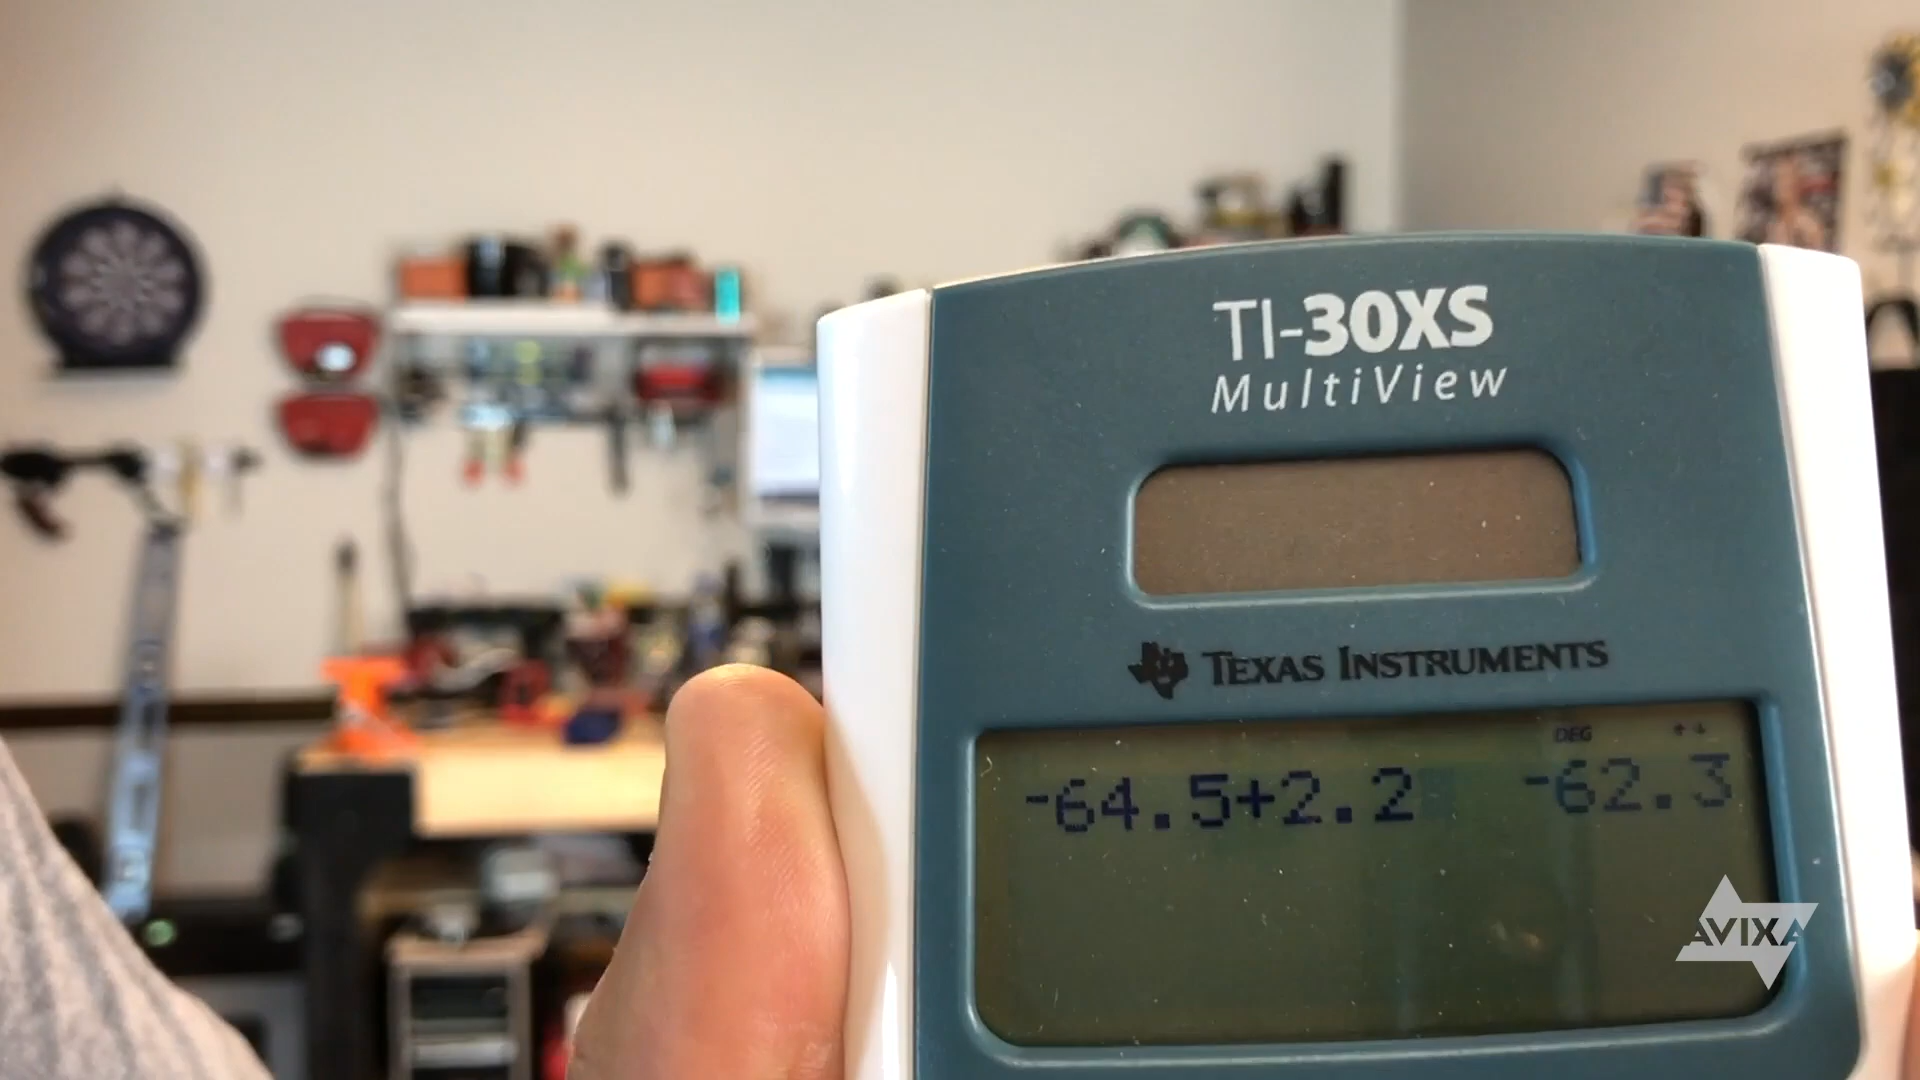 TI-30XS
MultiView
TEXAS INSTRUMENTS
DEG
-64.5+2.2 -62.3
AVIXA